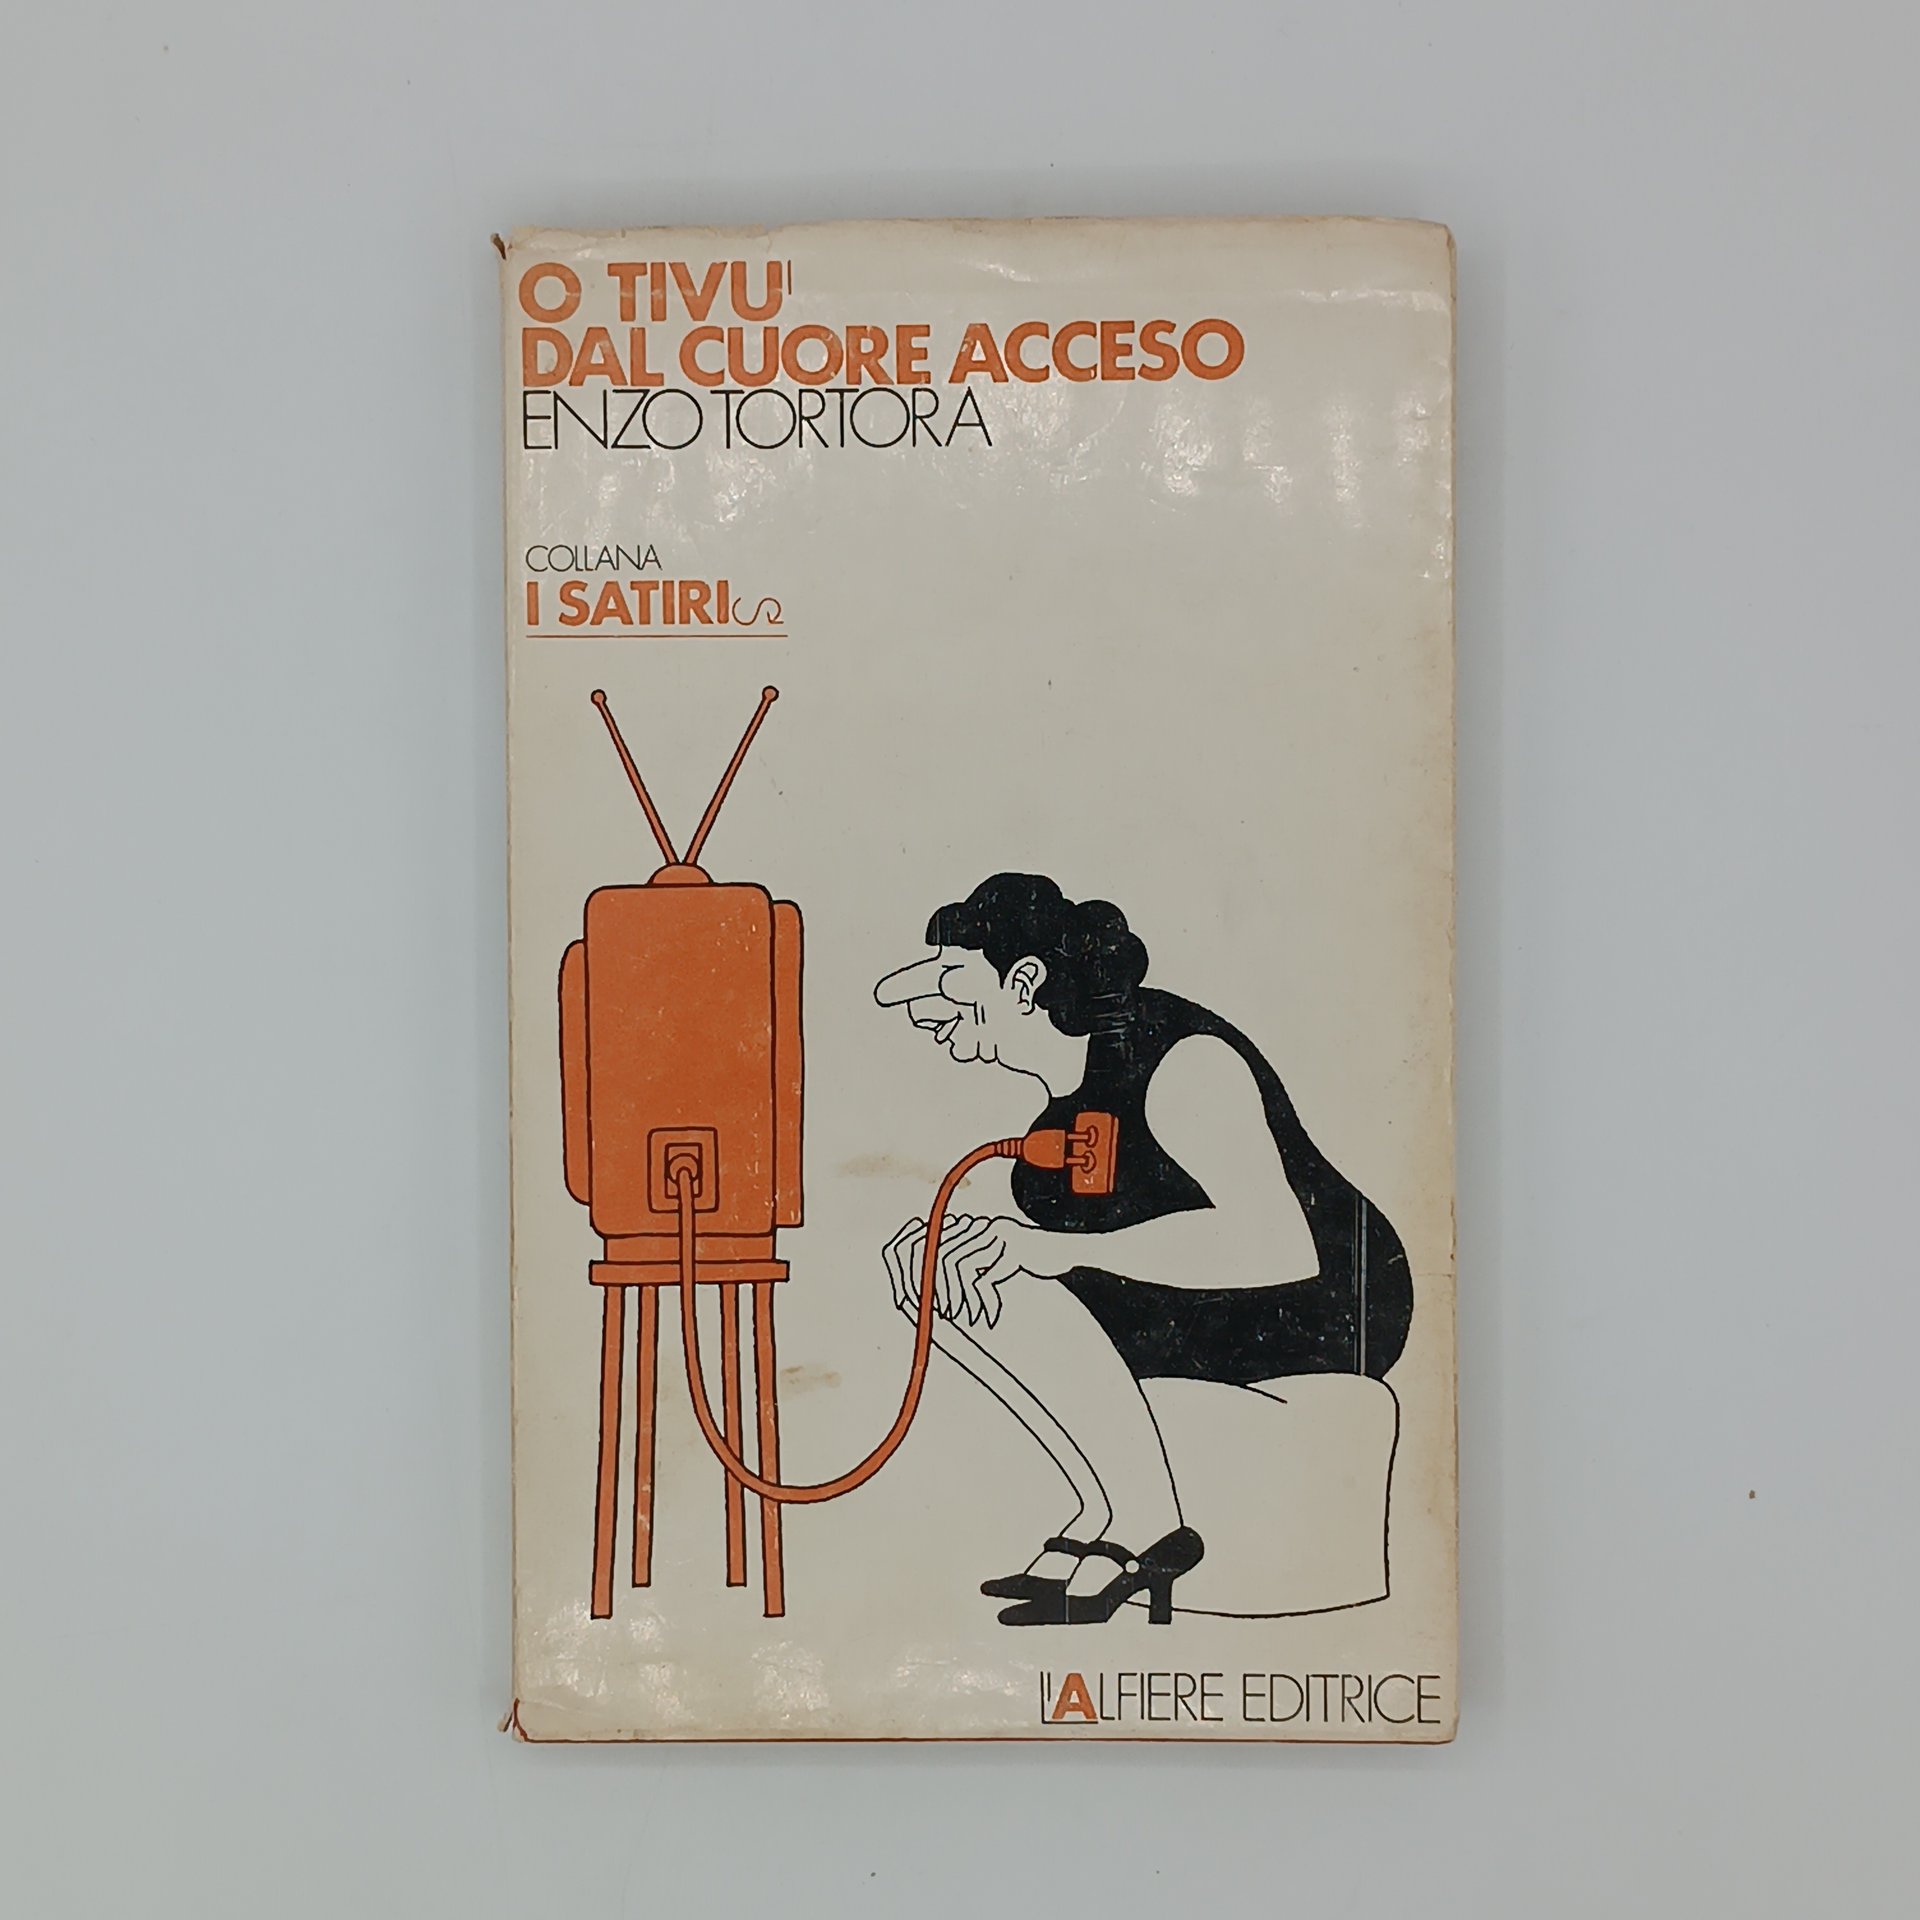 O TIVU'
DAL CUORE ACCESO
ENZO TORTORA
COLLANA
I SATIRI
L'ALFIERE EDITRICE